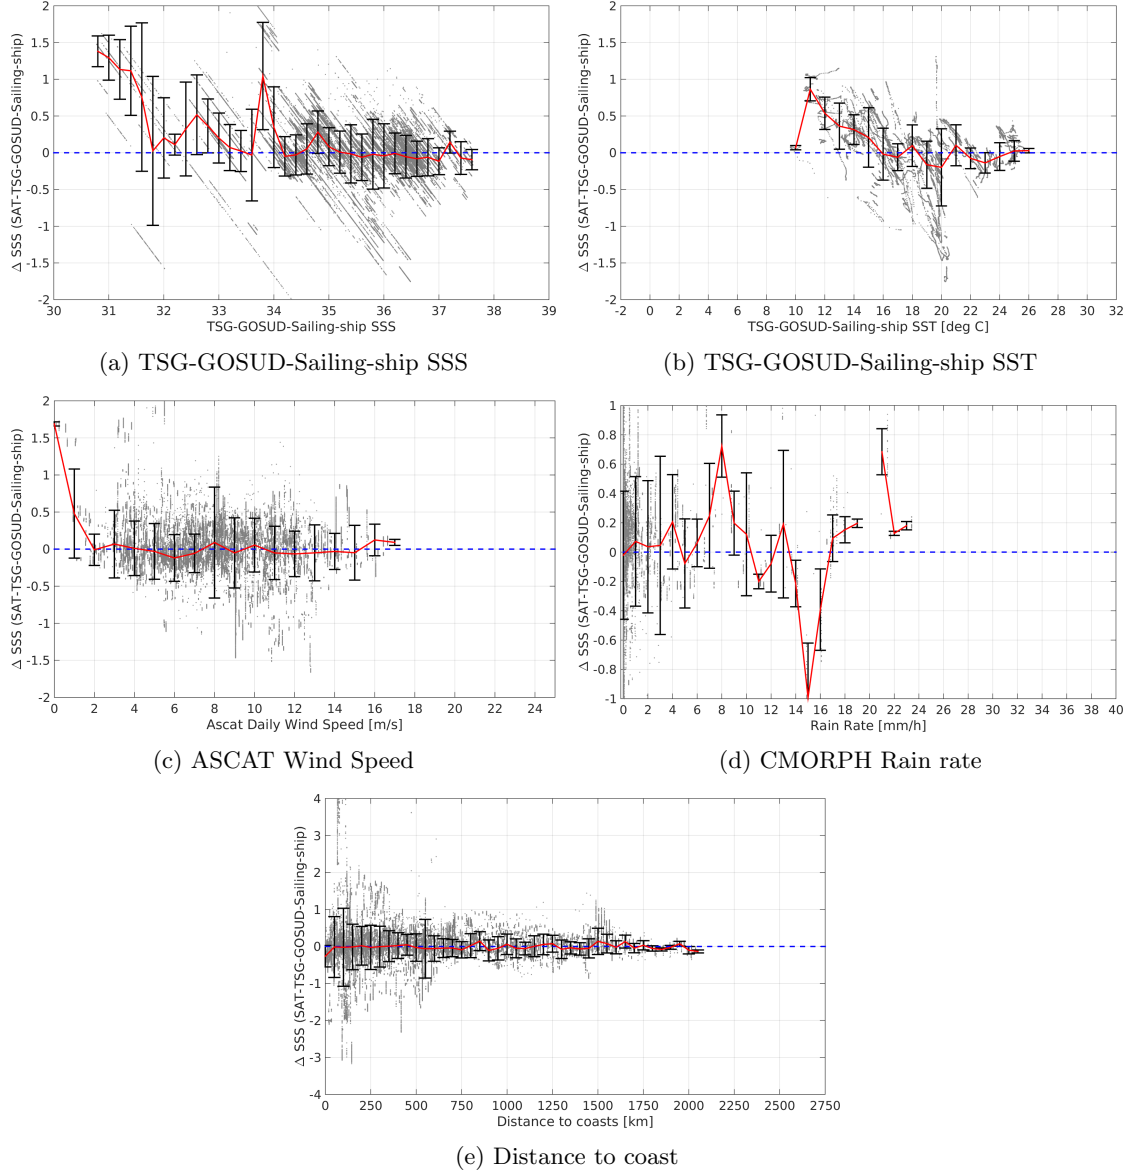 Δ SSS (SAT-TSG-GOSUD-Sailing-ship)
2
1.5
1
0.5
0
-0.5
-1
-1.5
-2
30 31 32 33 34 35 36 37 38 39
TSG-GOSUD-Sailing-ship SSS
(a) TSG-GOSUD-Sailing-ship SSS
Δ SSS (SAT-TSG-GOSUD-Sailing-ship)
2
1.5
1
0.5
0
-0.5
-1
-1.5
-2
-2 0 2 4 6 8 10 12 14 16 18 20 22 24 26 28 30 32
TSG-GOSUD-Sailing-ship SST [deg C]
(b) TSG-GOSUD-Sailing-ship SST
Δ SSS (SAT-TSG-GOSUD-Sailing-ship)
2
1.5
1
0.5
0
-0.5
-1
-1.5
-2
0 2 4 6 8 10 12 14 16 18 20 22 24
Ascat Daily Wind Speed [m/s]
(c) ASCAT Wind Speed
Δ SSS (SAT-TSG-GOSUD-Sailing-ship)
1
0.8
0.6
0.4
0.2
0
-0.2
-0.4
-0.6
-0.8
-1
0 2 4 6 8 10 12 14 16 18 20 22 24 26 28 30 32 34 36 38 40
Rain Rate [mm/h]
(d) CMORPH Rain rate
Δ SSS (SAT-TSG-GOSUD-Sailing-ship)
4
3
2
1
0
-1
-2
-3
-4
0 250 500 750 1000 1250 1500 1750 2000 2250 2500 2750
Distance to coasts [km]
(e) Distance to coast